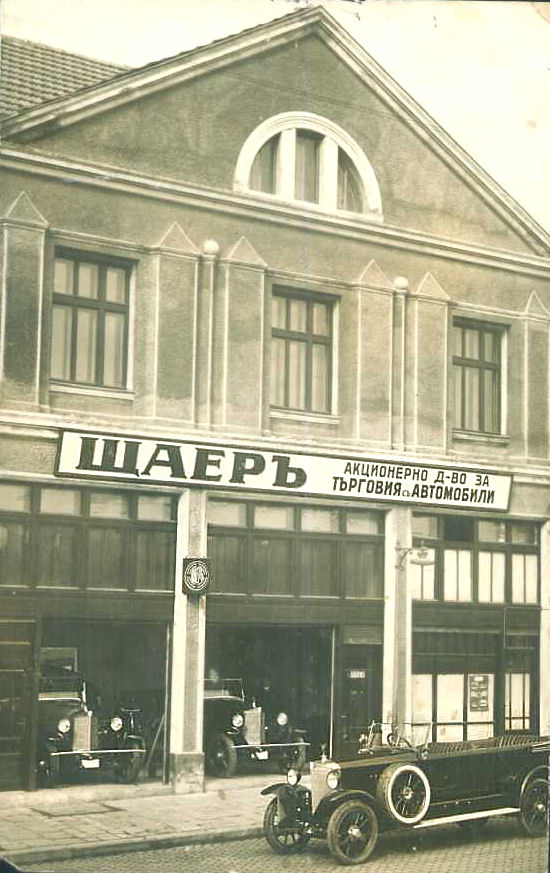 ЩАЕРЪ
АКЦИОНЕРНО Д-ВО ЗА
ТЪРГОВИЯ съ АВТОМОБИЛИ